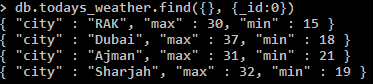 > db.todays_weather.find({}, {_id:0})
{ "city" : "RAK", "max" : 30, "min" : 15 }
{ "city" : "Dubai", "max" : 37, "min" : 18 }
{ "city" : "Ajman", "max" : 31, "min" : 21 }
{ "city" : "Sharjah", "max" : 32, "min" : 19 }